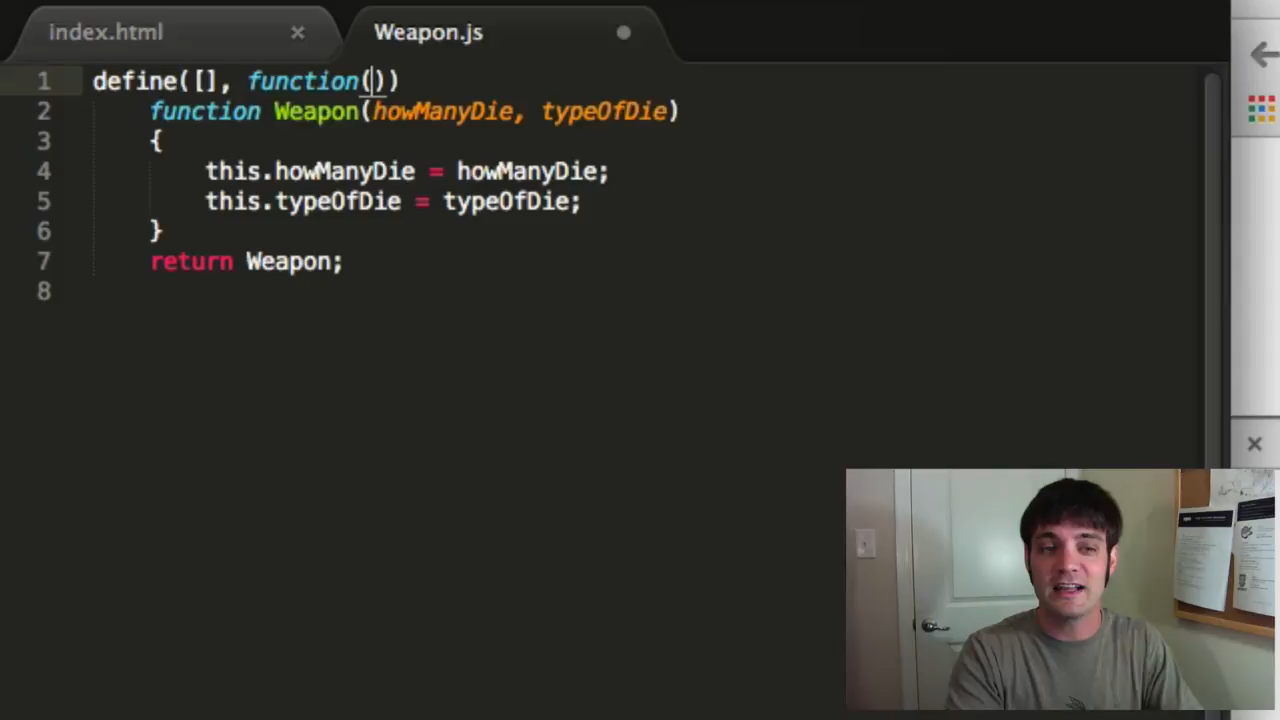 index.html ×
Weapon.js
1 define([], function())
2 function Weapon(howManyDie, typeOfDie)
3 {
4 this.howManyDie = howManyDie;
5 this.typeOfDie = typeOfDie;
6 }
7 return Weapon;
8